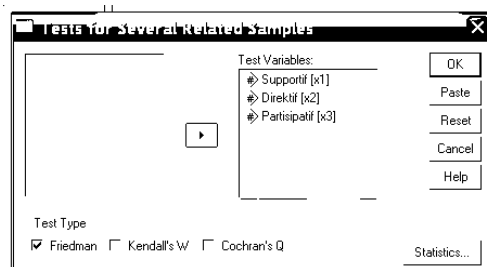 Tests for Several Related Samples
Test Variables:
Supportif [x1]
Direktif [x2]
Partisipatif [x3]
OK
Paste
Reset
Cancel
Help
Test Type
Friedman Kendall's W Cochran's Q
Statistics...